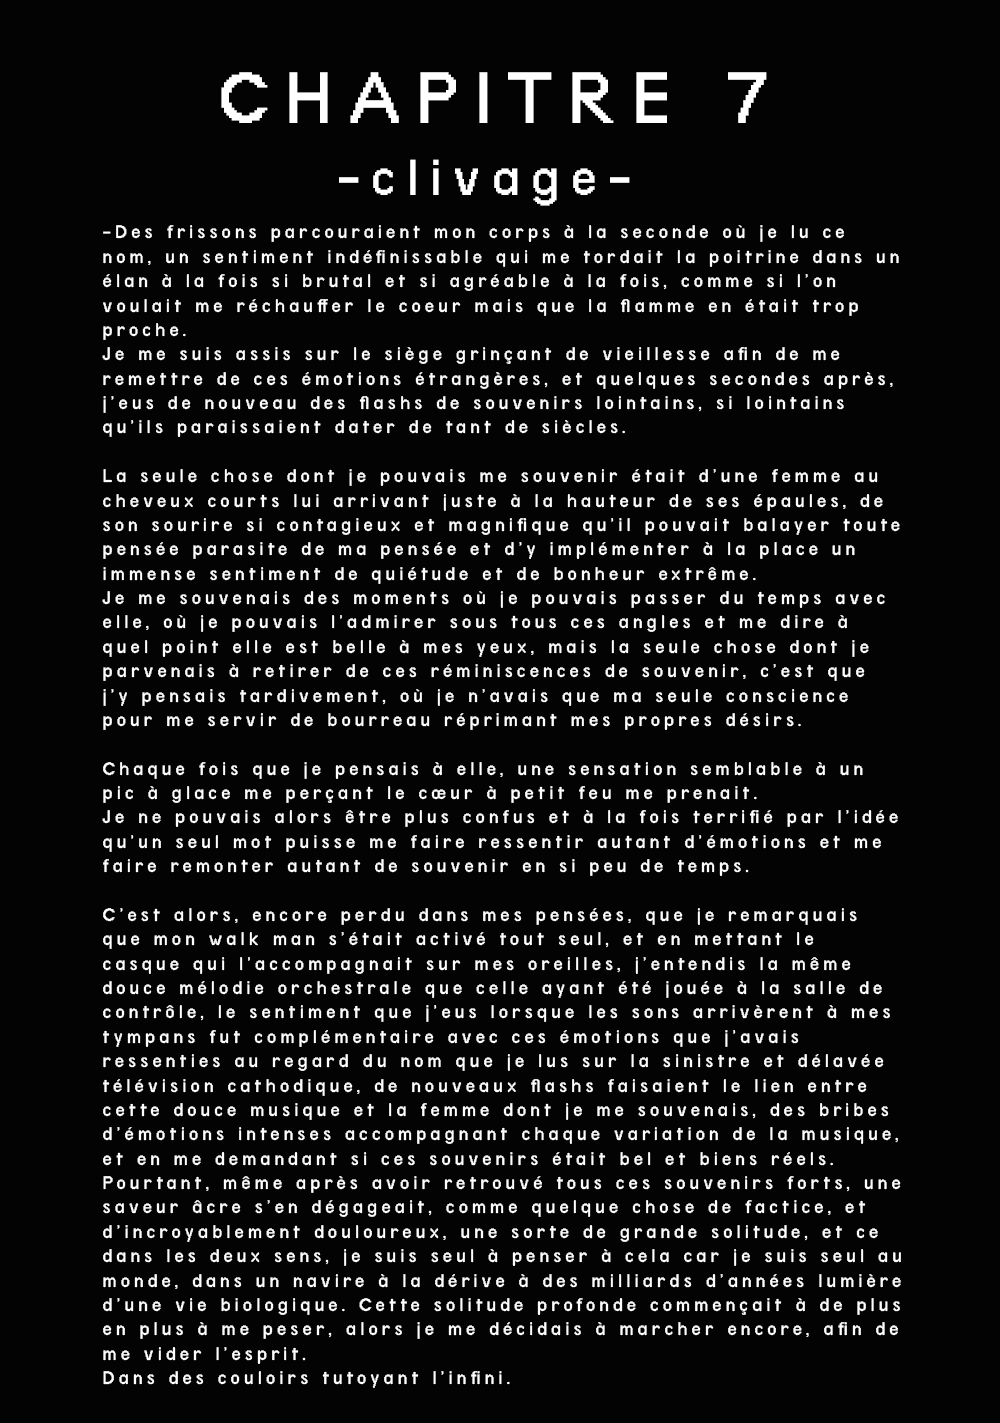 CHAPITRE 7
-clivage-
-Des frissons parcouraient mon corps à la seconde où je lu ce
nom, un sentiment indéfinissable qui me tordait la poitrine dans un
élan à la fois si brutal et si agréable à la fois, comme si l'on
voulait me réchauffer le coeur mais que la flamme en était trop
proche.
Je me suis assis sur le siège grinçant de vieillesse afin de me
remettre de ces émotions étrangères, et quelques secondes après,
j'eus de nouveau des flashs de souvenirs lointains, si lointains
qu'ils paraissaient dater de tant de siècles.

La seule chose dont je pouvais me souvenir était d'une femme au
cheveux courts lui arrivant juste à la hauteur de ses épaules, de
son sourire si contagieux et magnifique qu'il pouvait balayer toute
pensée parasite de ma pensée et d'y implémenter à la place un
immense sentiment de quiétude et de bonheur extrême.
Je me souvenais des moments où je pouvais passer du temps avec
elle, où je pouvais l'admirer sous tous ces angles et me dire à
quel point elle est belle à mes yeux, mais la seule chose dont je
parvenais à retirer de ces réminiscences de souvenir, c'est que
j'y pensais tardivement, où je n'avais que ma seule conscience
pour me servir de bourreau réprimant mes propres désirs.

Chaque fois que je pensais à elle, une sensation semblable à un
pic à glace me perçant le cœur à petit feu me prenait.
Je ne pouvais alors être plus confus et à la fois terrifié par l'idée
qu'un seul mot puisse me faire ressentir autant d'émotions et me
faire remonter autant de souvenir en si peu de temps.

C'est alors, encore perdu dans mes pensées, que je remarquais
que mon walk man s'était activé tout seul, et en mettant le
casque qui l'accompagnait sur mes oreilles, j'entendis la même
douce mélodie orchestrale que celle ayant été jouée à la salle de
contrôle, le sentiment que j'eus lorsque les sons arrivèrent à mes
tympans fut complémentaire avec ces émotions que j'avais
ressenties au regard du nom que je lus sur la sinistre et délavée
télévision cathodique, de nouveaux flashs faisaient le lien entre
cette douce musique et la femme dont je me souvenais, des bribes
d'émotions intenses accompagnant chaque variation de la musique,
et en me demandant si ces souvenirs était bel et biens réels.
Pourtant, même après avoir retrouvé tous ces souvenirs forts, une
saveur âcre s'en dégageait, comme quelque chose de factice, et
d'incroyablement douloureux, une sorte de grande solitude, et ce
dans les deux sens, je suis seul à penser à cela car je suis seul au
monde, dans un navire à la dérive à des milliards d'années lumière
d'une vie biologique. Cette solitude profonde commençait à de plus
en plus à me peser, alors je me décidais à marcher encore, afin de
me vider l'esprit.
Dans des couloirs tutoyant l'infini.